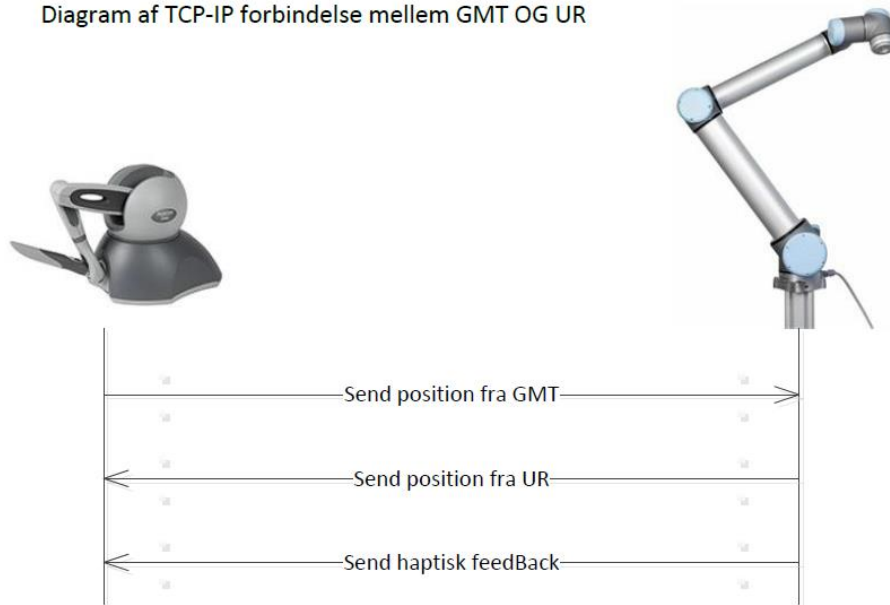 Diagram af TCP-IP forbindelse mellem GMT OG UR
Send position fra GMT
Send position fra UR
Send haptisk feedBack